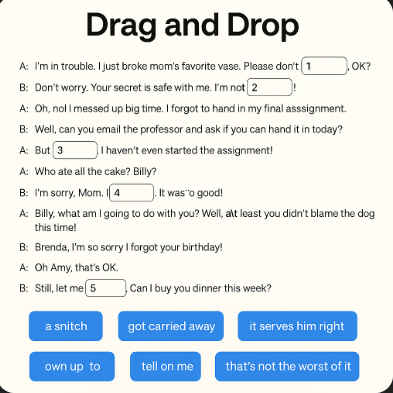 Drag and Drop
A: I'm in trouble. I just broke mom's favorite vase. Please don't 1 , OK?
B: Don't worry. Your secret is safe with me. I'm not 2 !
A: Oh, no! I messed up big time. I forgot to hand in my final asssignment.
B: Well, can you email the professor and ask if you can hand it in today?
A: But 3 , I haven't even started the assignment!
A: Who ate all the cake? Billy?
B: I'm sorry, Mom. I 4 . It was so good!
A: Billy, what am I going to do with you? Well, at least you didn't blame the dog
this time!
B: Brenda, I'm so sorry I forgot your birthday!
A: Oh Amy, that's OK.
B: Still, let me 5 . Can I buy you dinner this week?
a snitch
got carried away
it serves him right
own up to
tell on me
that's not the worst of it